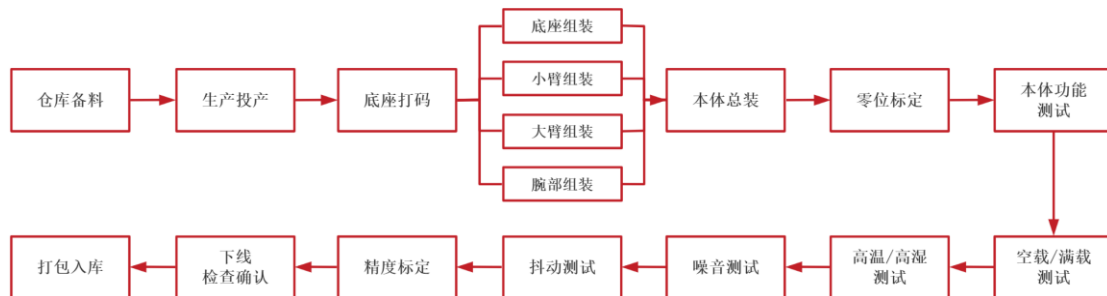 仓库备料
生产投产
底座打码
底座组装
小臂组装
大臂组装
腕部组装
本体总装
零位标定
本体功能
测试
空载/满载
测试
高温/高湿
测试
噪音测试
抖动测试
精度标定
下线
检查确认
打包入库